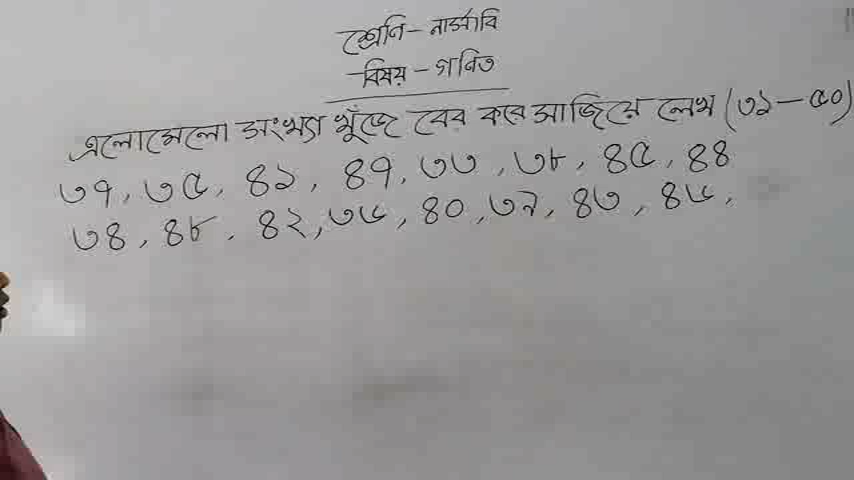 শ্রেনি - নার্সারি
বিষয় - গনিত
এলোমেলো সংখ্যা খুঁজে বের করে সাজিয়ে লেখ (৩১ - ৫০)
৩৭, ৩৫, ৪১, ৪৭, ৩৩, ৩৮, ৪৫, ৪৪
৩৪, ৪৮, ৪২, ৩৬, ৪০, ৩৯, ৪৩, ৪৬,